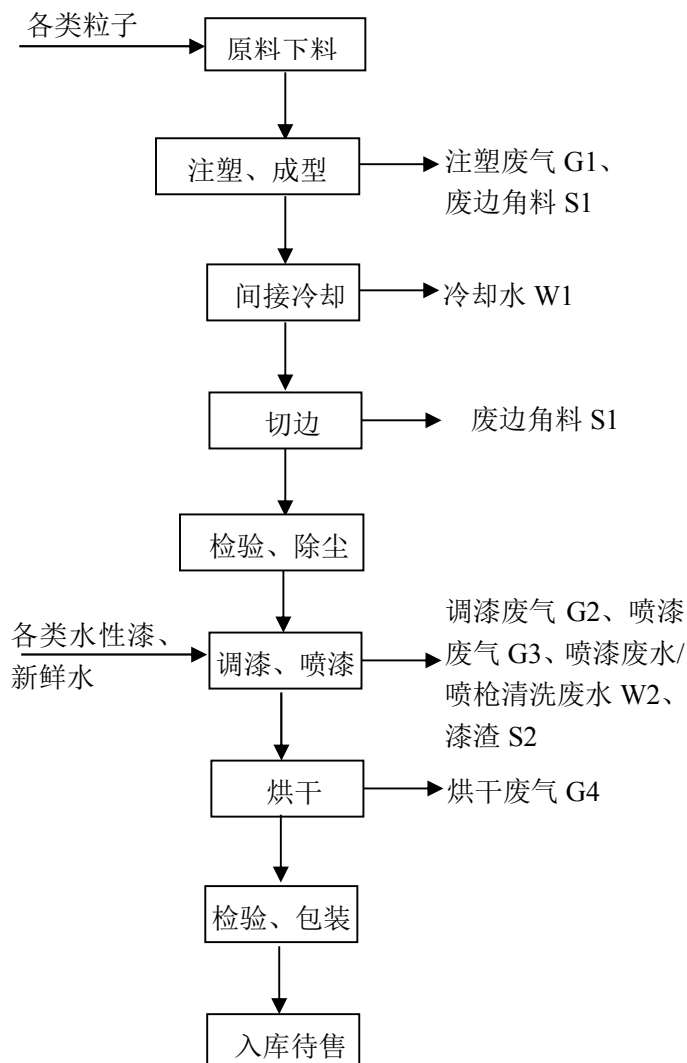 各类粒子
原料下料
注塑、成型
注塑废气 G1、
废边角料 S1
间接冷却
冷却水 W1
切边
废边角料 S1
检验、除尘
各类水性漆、
新鲜水
调漆、喷漆
调漆废气 G2、喷漆
废气 G3、喷漆废水/
喷枪清洗废水 W2、
漆渣 S2
烘干
烘干废气 G4
检验、包装
入库待售